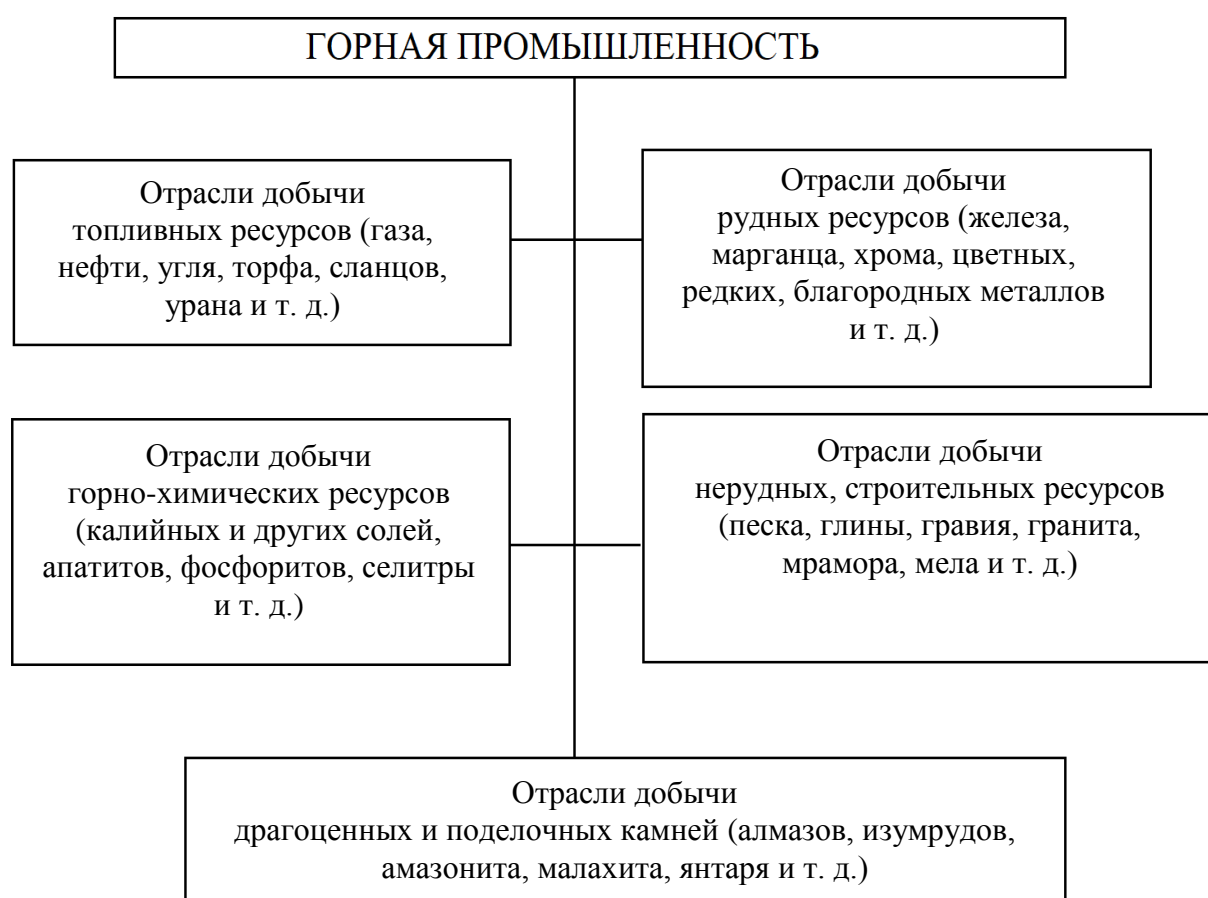 ГОРНАЯ ПРОМЫШЛЕННОСТЬ
Отрасли добычи
топливных ресурсов (газа,
нефти, угля, торфа, сланцов,
урана и т. д.)
Отрасли добычи
рудных ресурсов (железа,
марганца, хрома, цветных,
редких, благородных металлов
и т. д.)
Отрасли добычи
горно-химических ресурсов
(калийных и других солей,
апатитов, фосфоритов, селитры
и т. д.)
Отрасли добычи
нерудных, строительных ресурсов
(песка, глины, гравия, гранита,
мрамора, мела и т. д.)
Отрасли добычи
драгоценных и поделочных камней (алмазов, изумрудов,
амазонита, малахита, янтаря и т. д.)